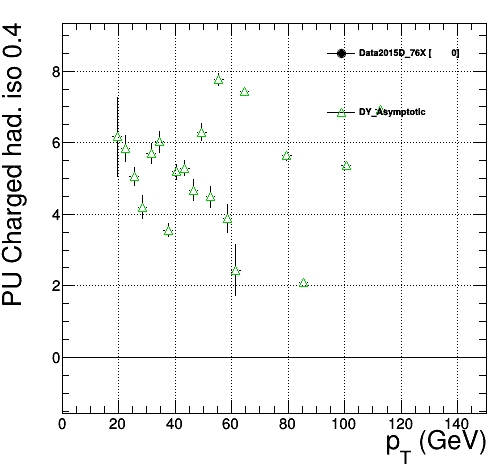 PU Charged had. iso 0.4
Data2015D_76X [ 0]
DY_Asymptotic
8
6
4
2
0
0 20 40 60 80 100 120 140
p_T (GeV)